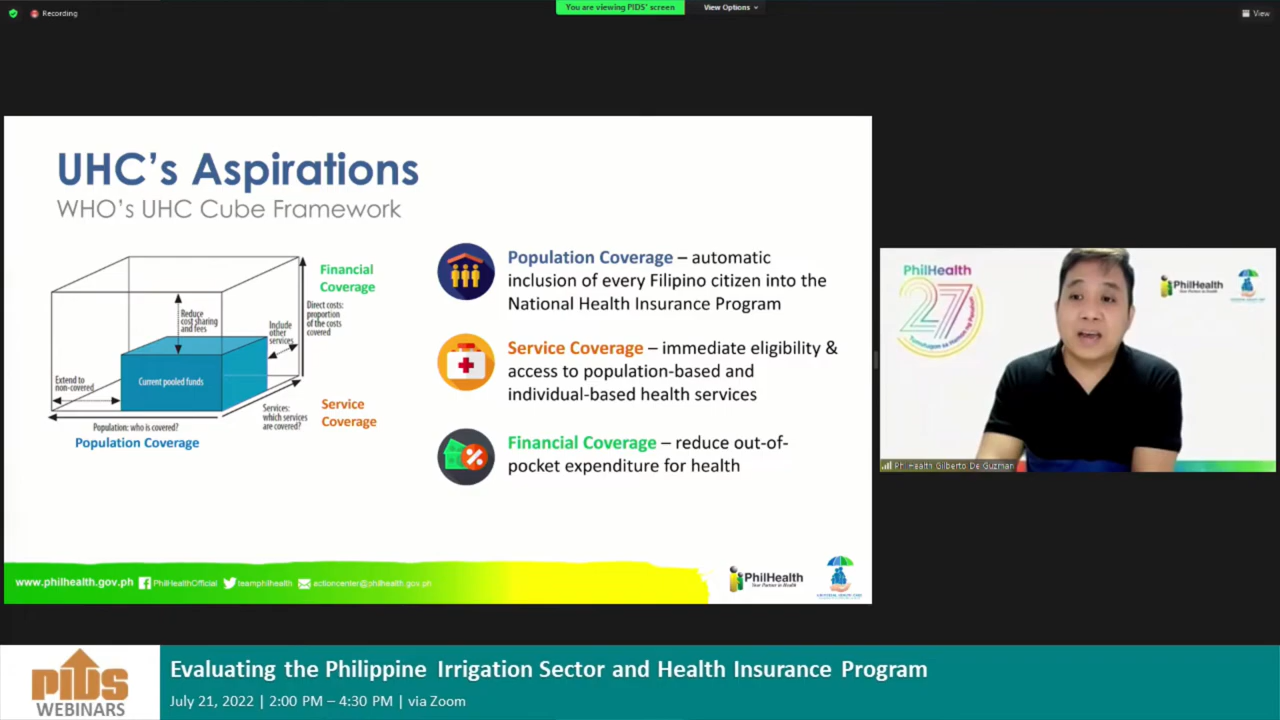 Recording
You are viewing PIDS' screen
View Options
View
UHC's Aspirations
WHO's UHC Cube Framework
Financial
Coverage
Direct costs:
proportion
of the costs
covered
Reduce
cost sharing
and fees
Include
other
services
Extend to
non-covered
Current pooled funds
Services:
which services
are covered?
Service
Coverage
Population: who is covered?
Population Coverage
Population Coverage – automatic
inclusion of every Filipino citizen into the
National Health Insurance Program
Service Coverage – immediate eligibility &
access to population-based and
individual-based health services
Financial Coverage – reduce out-of-
pocket expenditure for health
www.philhealth.gov.ph PhilHealthOfficial teamphilhealth actioncenter@philhealth.gov.ph
PhilHealth
Your Partner in Health
PhilHealth
27
PhilHealth
PhilHealth Gilberto De Guzman
PIDS
WEBINARS
Evaluating the Philippine Irrigation Sector and Health Insurance Program
July 21, 2022 | 2:00 PM – 4:30 PM | via Zoom